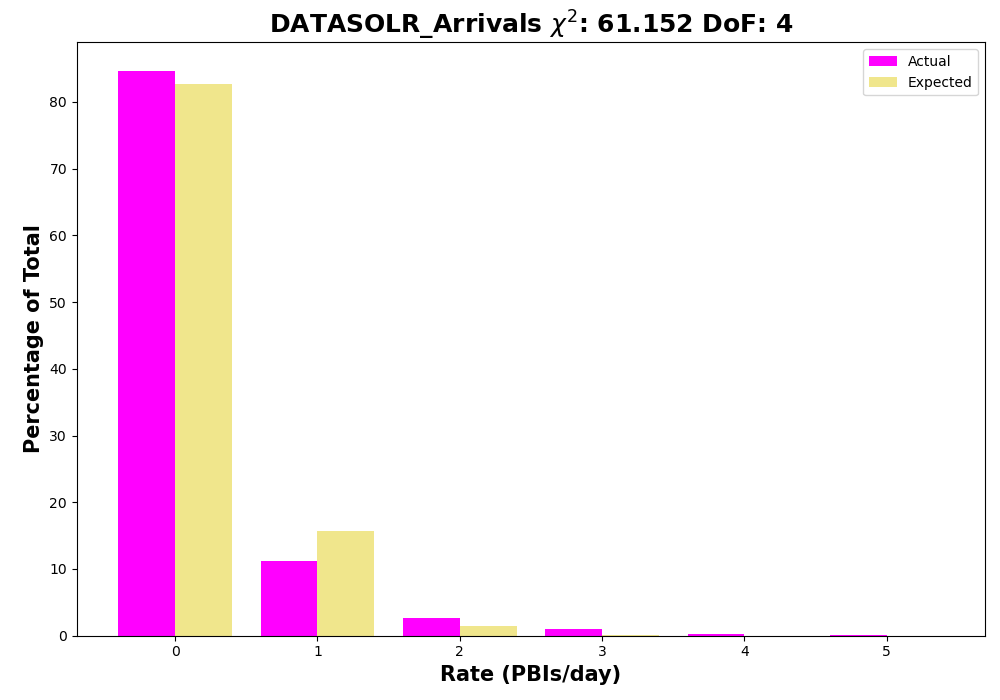 DATASOLR_Arrivals χ²: 61.152 DoF: 4
Actual
Expected
Percentage of Total
80
70
60
50
40
30
20
10
0
0 1 2 3 4 5
Rate (PBIs/day)